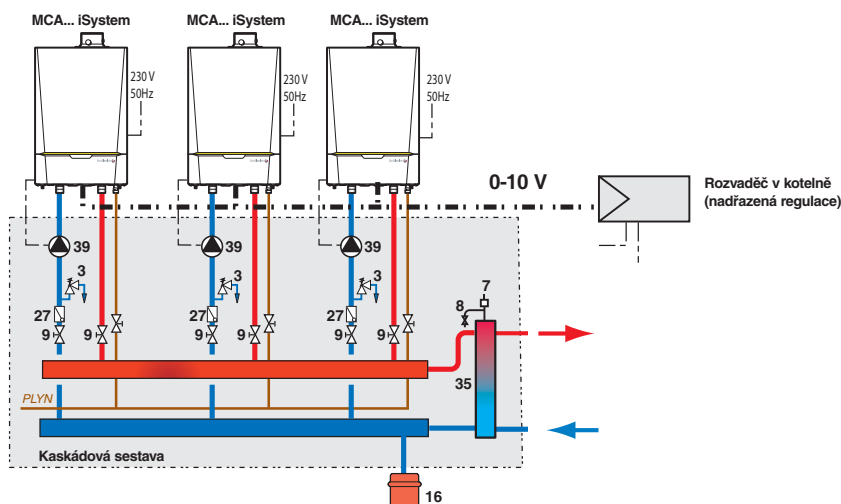 MCA... iSystem
MCA... iSystem
MCA... iSystem
230 V
50Hz
230 V
50Hz
230 V
50Hz
0-10 V
Rozvaděč v kotelně
(nadřazená regulace)
39
39
39
3
3
3
7
8
27
27
27
9
9
9
9
9
9
35
PLYN
Kaskádová sestava
16